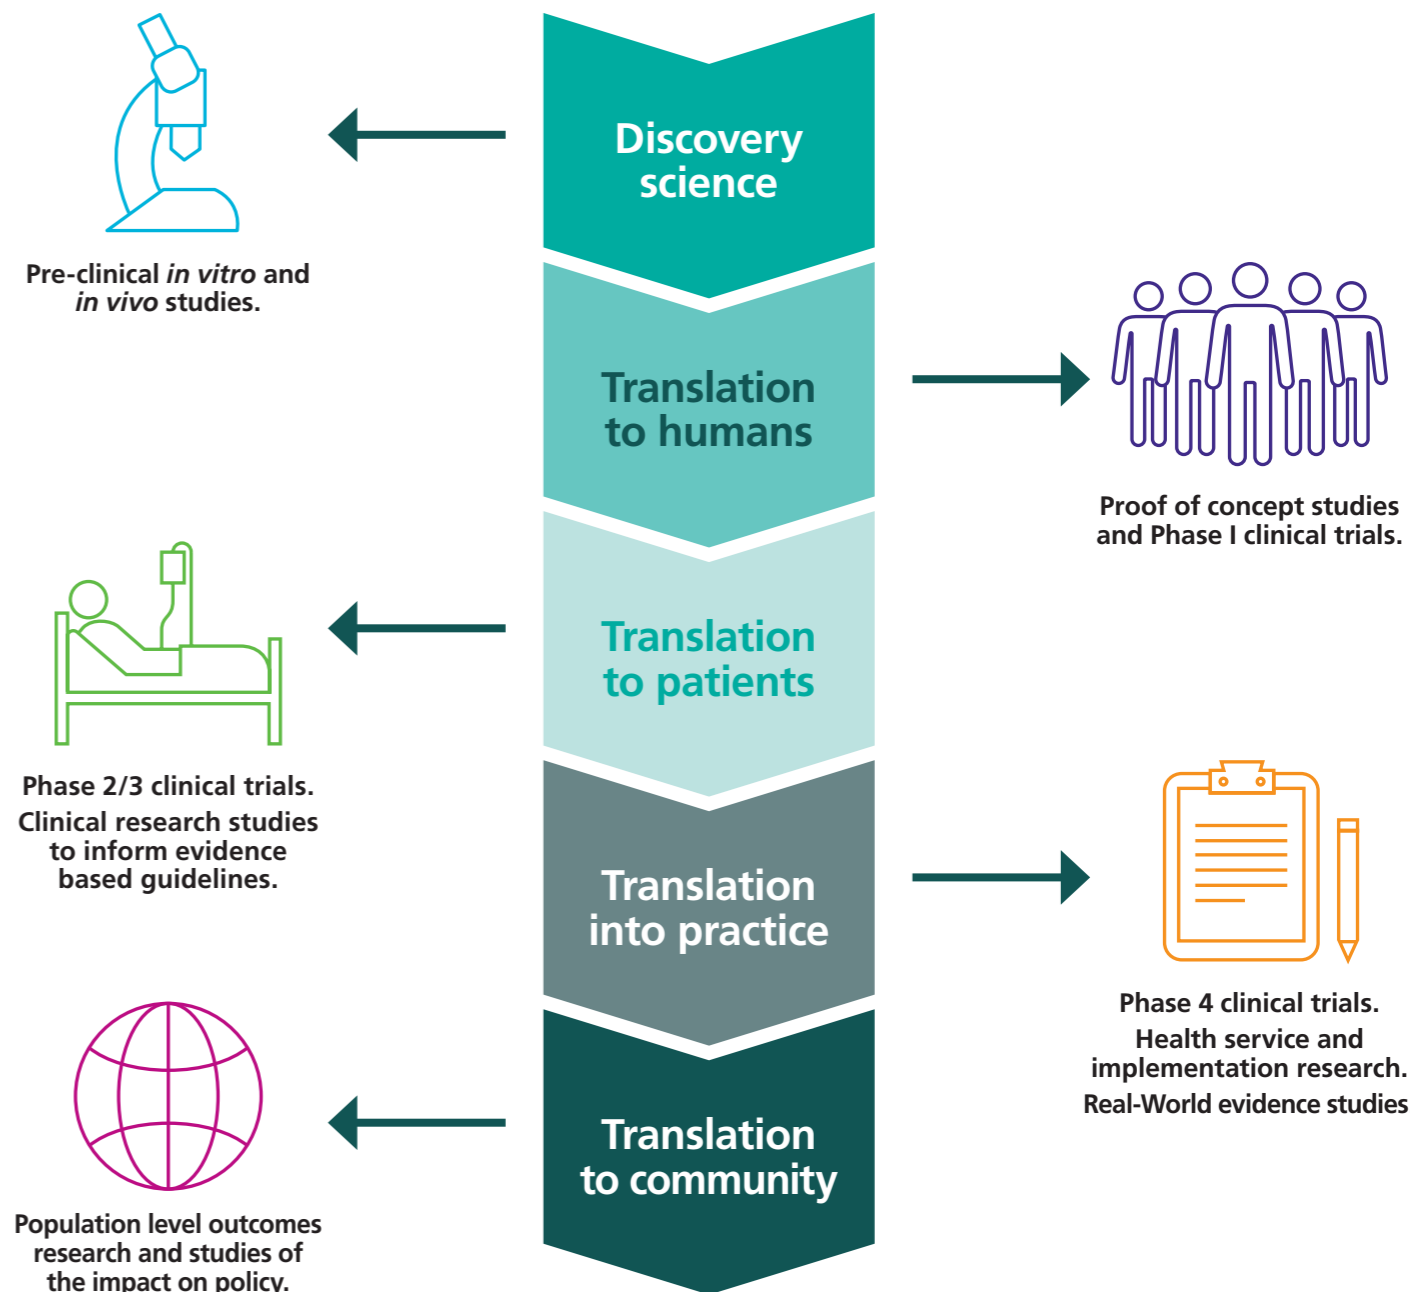 Discovery
science
Pre-clinical in vitro and
in vivo studies.
Translation
to humans
Proof of concept studies
and Phase I clinical trials.
Translation
to patients
Phase 2/3 clinical trials.
Clinical research studies
to inform evidence
based guidelines.
Translation
into practice
Phase 4 clinical trials.
Health service and
implementation research.
Real-World evidence studies
Translation
to community
Population level outcomes
research and studies of
the impact on policy.